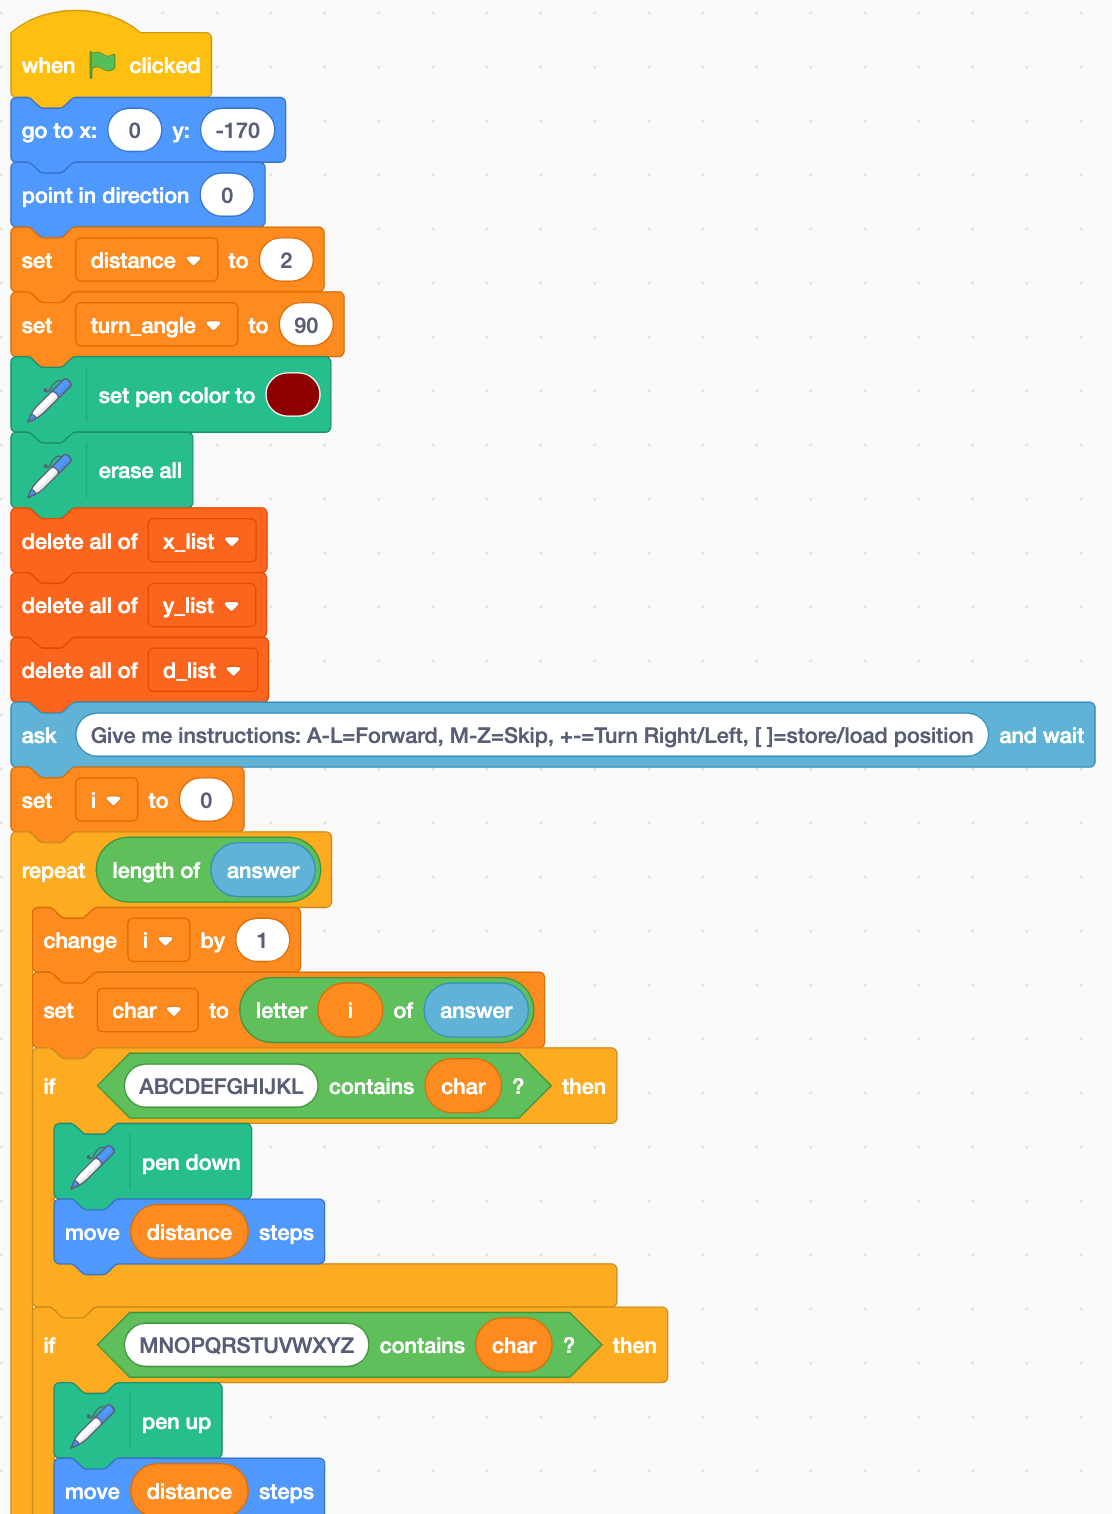 when clicked
go to x: 0 y: -170
point in direction 0
set distance to 2
set turn_angle to 90
set pen color to
erase all
delete all of x_list
delete all of y_list
delete all of d_list
ask Give me instructions: A-L=Forward, M-Z=Skip, +-=Turn Right/Left, [ ]=store/load position and wait
set i to 0
repeat length of answer
change i by 1
set char to letter i of answer
if ABCDEFGHIJKL contains char ? then
pen down
move distance steps
if MNOPQRSTUVWXYZ contains char ? then
pen up
move distance steps